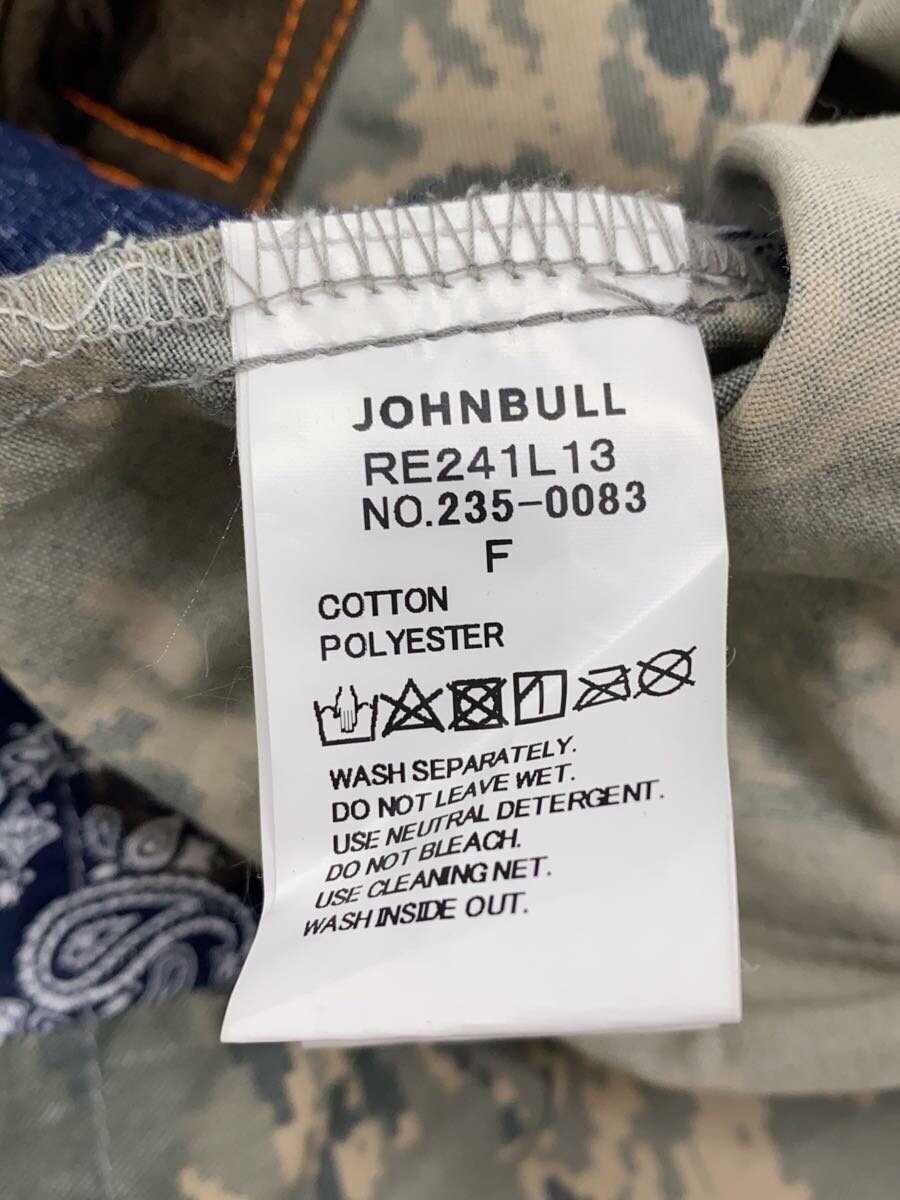 JOHNBULL
RE241L13
NO.235-0083
F
COTTON
POLYESTER
WASH SEPARATELY.
DO NOT LEAVE WET.
USE NEUTRAL DETERGENT.
DO NOT BLEACH.
USE CLEANING NET.
WASH INSIDE OUT.